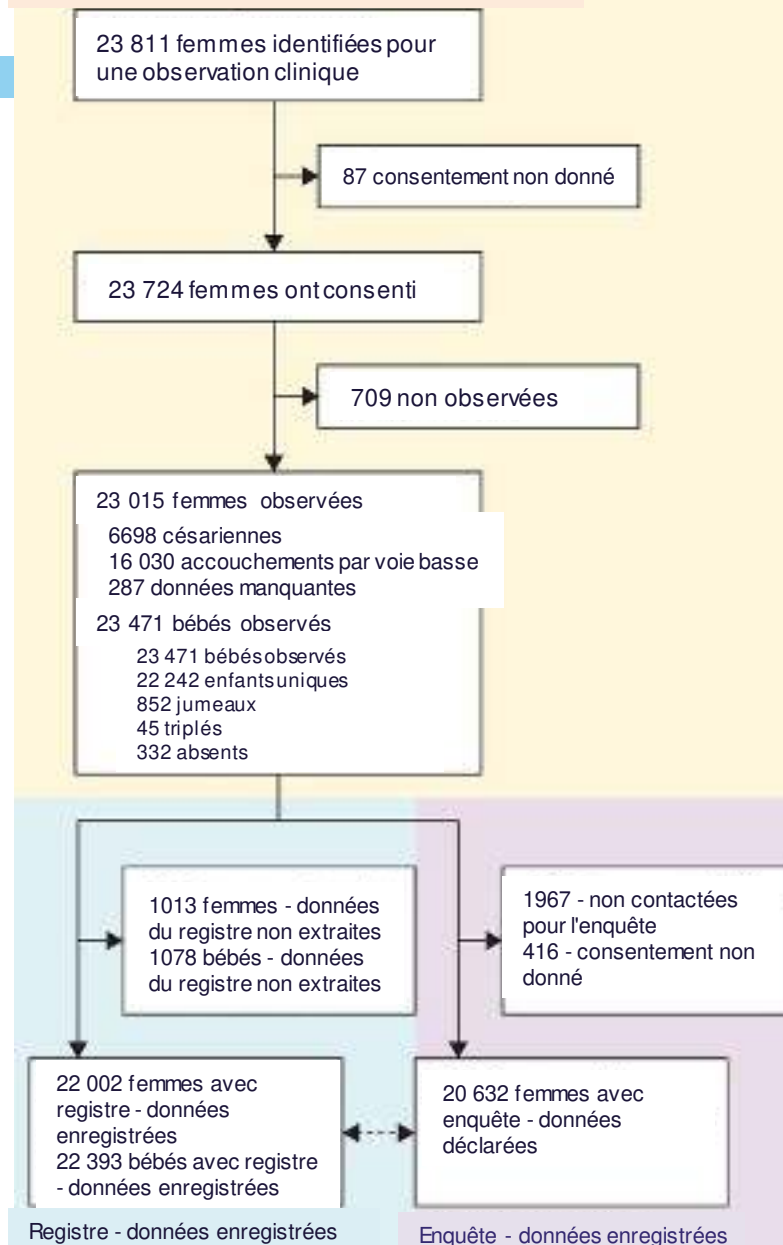 23 811 femmes identifiées pour
une observation clinique
87 consentement non donné
23 724 femmes ont consenti
709 non observées
23 015 femmes observées
6698 césariennes
16 030 accouchements par voie basse
287 données manquantes
23 471 bébés observés
23 471 bébés observés
22 242 enfants uniques
852 jumeaux
45 triplés
332 absents
1013 femmes - données
du registre non extraites
1078 bébés - données
du registre non extraites
1967 - non contactées
pour l'enquête
416 - consentement non
donné
22 002 femmes avec
registre - données
enregistrées
22 393 bébés avec registre
- données enregistrées
20 632 femmes avec
enquête - données
déclarées
Registre - données enregistrées
Enquête - données enregistrées